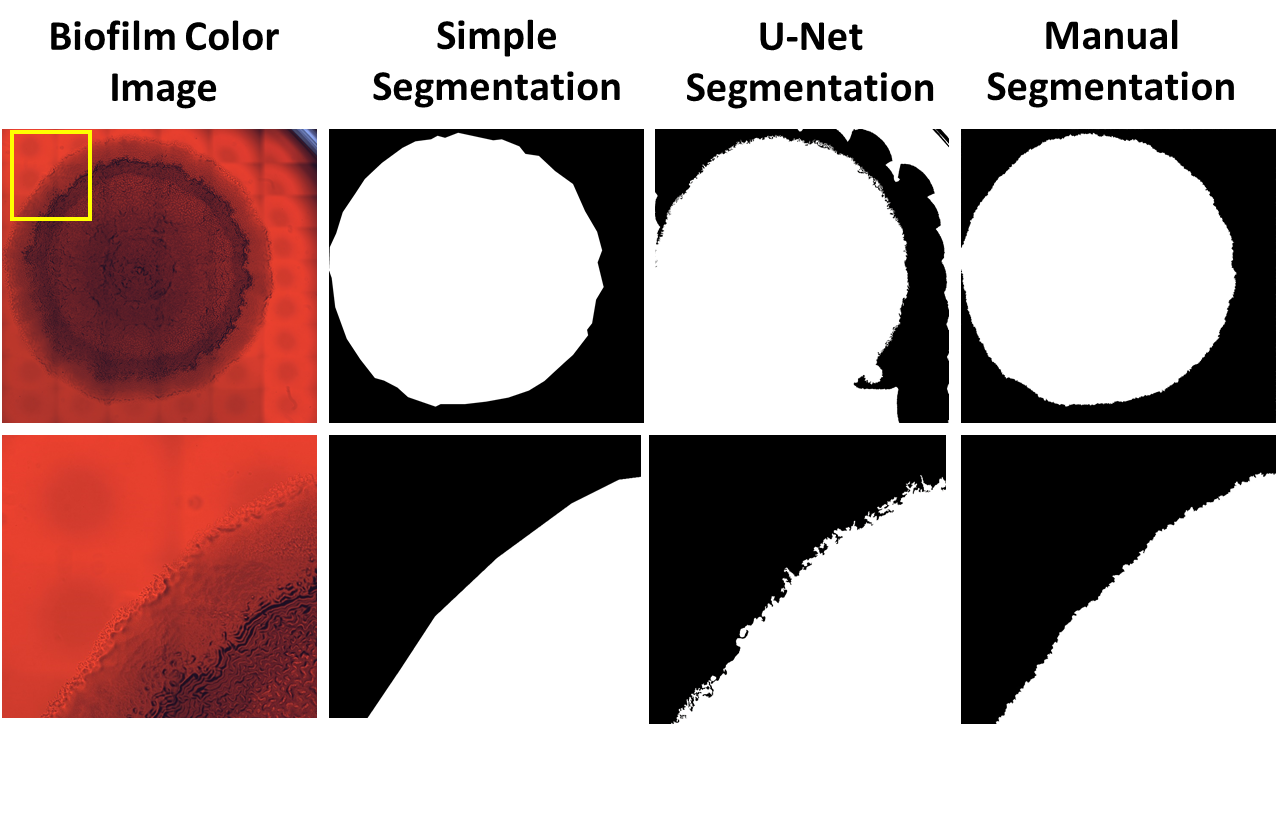 Biofilm Color
Image
Simple
Segmentation
U-Net
Segmentation
Manual
Segmentation